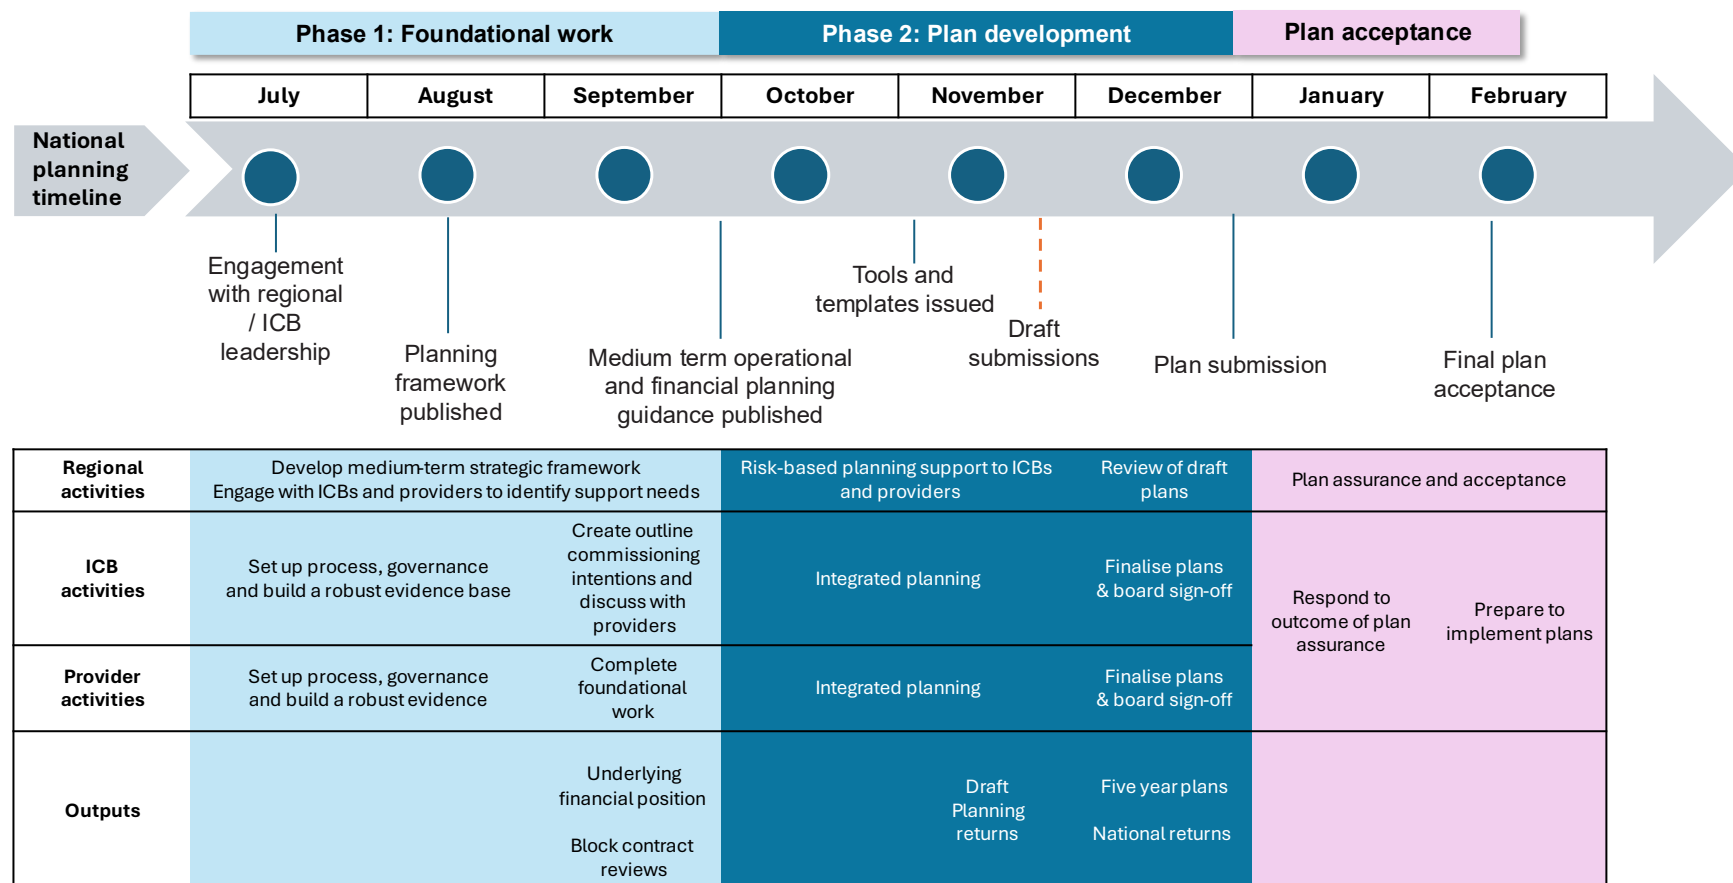 Phase 1: Foundational work
Phase 2: Plan development
Plan acceptance
July
August
September
October
November
December
January
February
National
planning
timeline
Engagement
with regional
/ ICB
leadership
Planning
framework
published
Medium term operational
and financial planning
guidance published
Tools and
templates issued
Draft
submissions
Plan submission
Final plan
acceptance
Regional
activities
Develop medium-term strategic framework
Engage with ICBs and providers to identify support needs
Risk-based planning support to ICBs
and providers
Review of draft
plans
Plan assurance and acceptance
ICB
activities
Set up process, governance
and build a robust evidence base
Create outline
commissioning
intentions and
discuss with
providers
Integrated planning
Finalise plans
& board sign-off
Respond to
outcome of plan
assurance
Prepare to
implement plans
Provider
activities
Set up process, governance
and build a robust evidence
Complete
foundational
work
Integrated planning
Finalise plans
& board sign-off
Outputs
Underlying
financial position
Block contract
reviews
Draft
Planning
returns
Five year plans
National returns